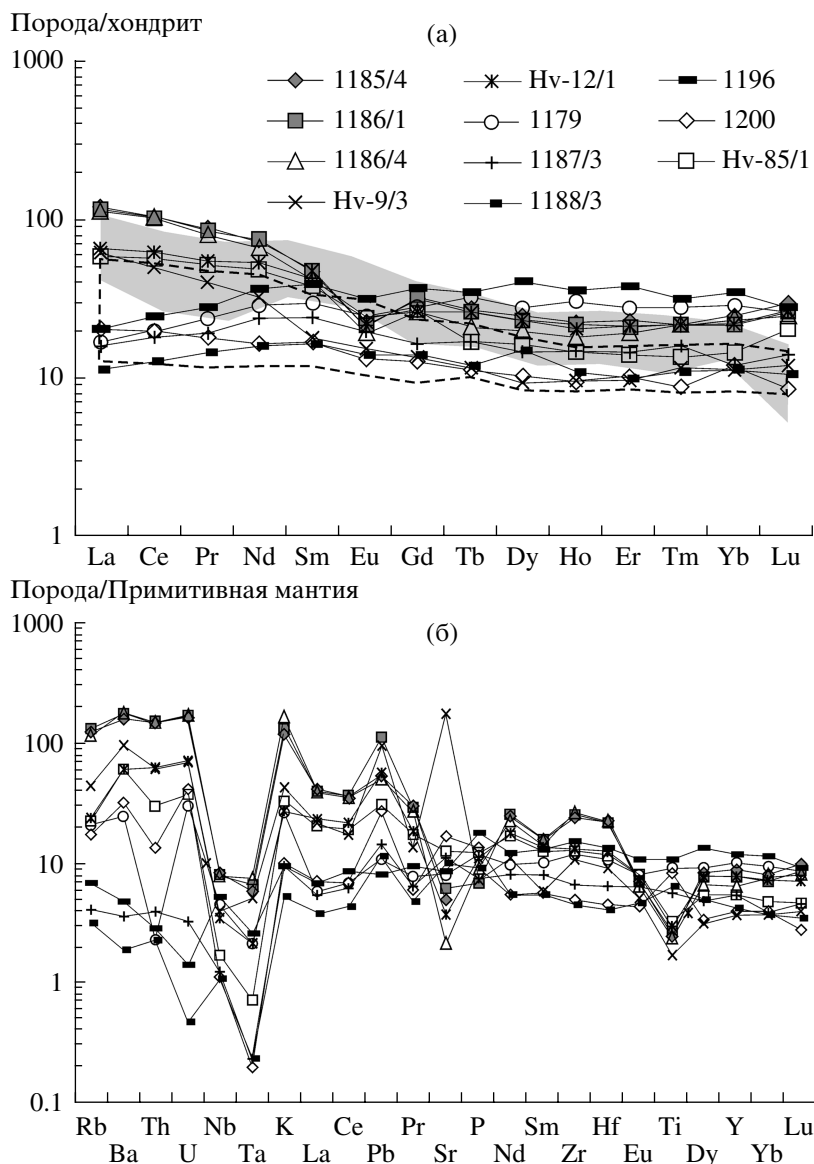 Порода/хондрит
(а)
1000
1185/4 Hv-12/1 1196
1186/1 1179 1200
1186/4 1187/3 Hv-85/1
Hv-9/3 1188/3
100
10
1
La Ce Pr Nd Sm Eu Gd Tb Dy Ho Er Tm Yb Lu
Порода/Примитивная мантия
(б)
1000
100
10
1
0.1
Rb Th Nb K Ce Pr P Sm Hf Ti Y Lu
Ba U Ta La Pb Sr Nd Zr Eu Dy Yb